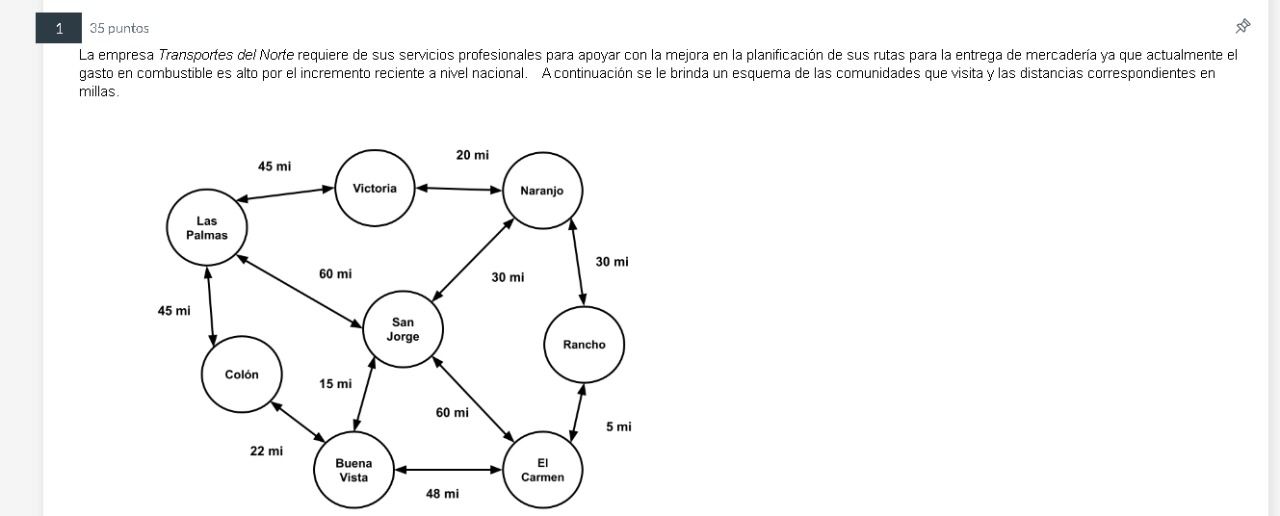 1
35 puntos
La empresa Transportes del Norte requiere de sus servicios profesionales para apoyar con la mejora en la planificación de sus rutas para la entrega de mercadería ya que actualmente el
gasto en combustible es alto por el incremento reciente a nivel nacional. A continuación se le brinda un esquema de las comunidades que visita y las distancias correspondientes en
millas.
45 mi
20 mi
Victoria
Naranjo
Las
Palmas
60 mi
30 mi
30 mi
45 mi
San
Jorge
Rancho
Colón
15 mi
60 mi
5 mi
22 mi
Buena
Vista
El
Carmen
48 mi